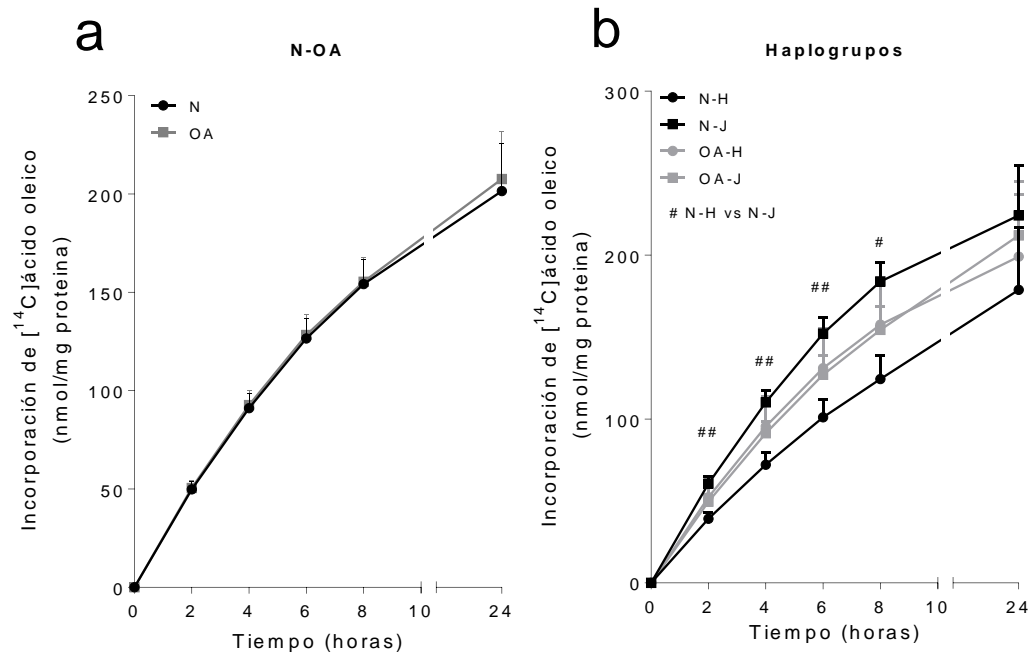 a
N-OA
Incorporación de [14C]ácido oleico
(nmol/mg proteina)
250
200
150
100
50
0
N
OA
0 2 4 6 8 10 24
Tiempo (horas)
b
Haplogrupos
Incorporación de [14C]ácido oleico
(nmol/mg proteina)
300
200
100
0
N-H
N-J
OA-H
OA-J
# N-H vs N-J
##
##
##
#
0 2 4 6 8 10 24
Tiempo (horas)